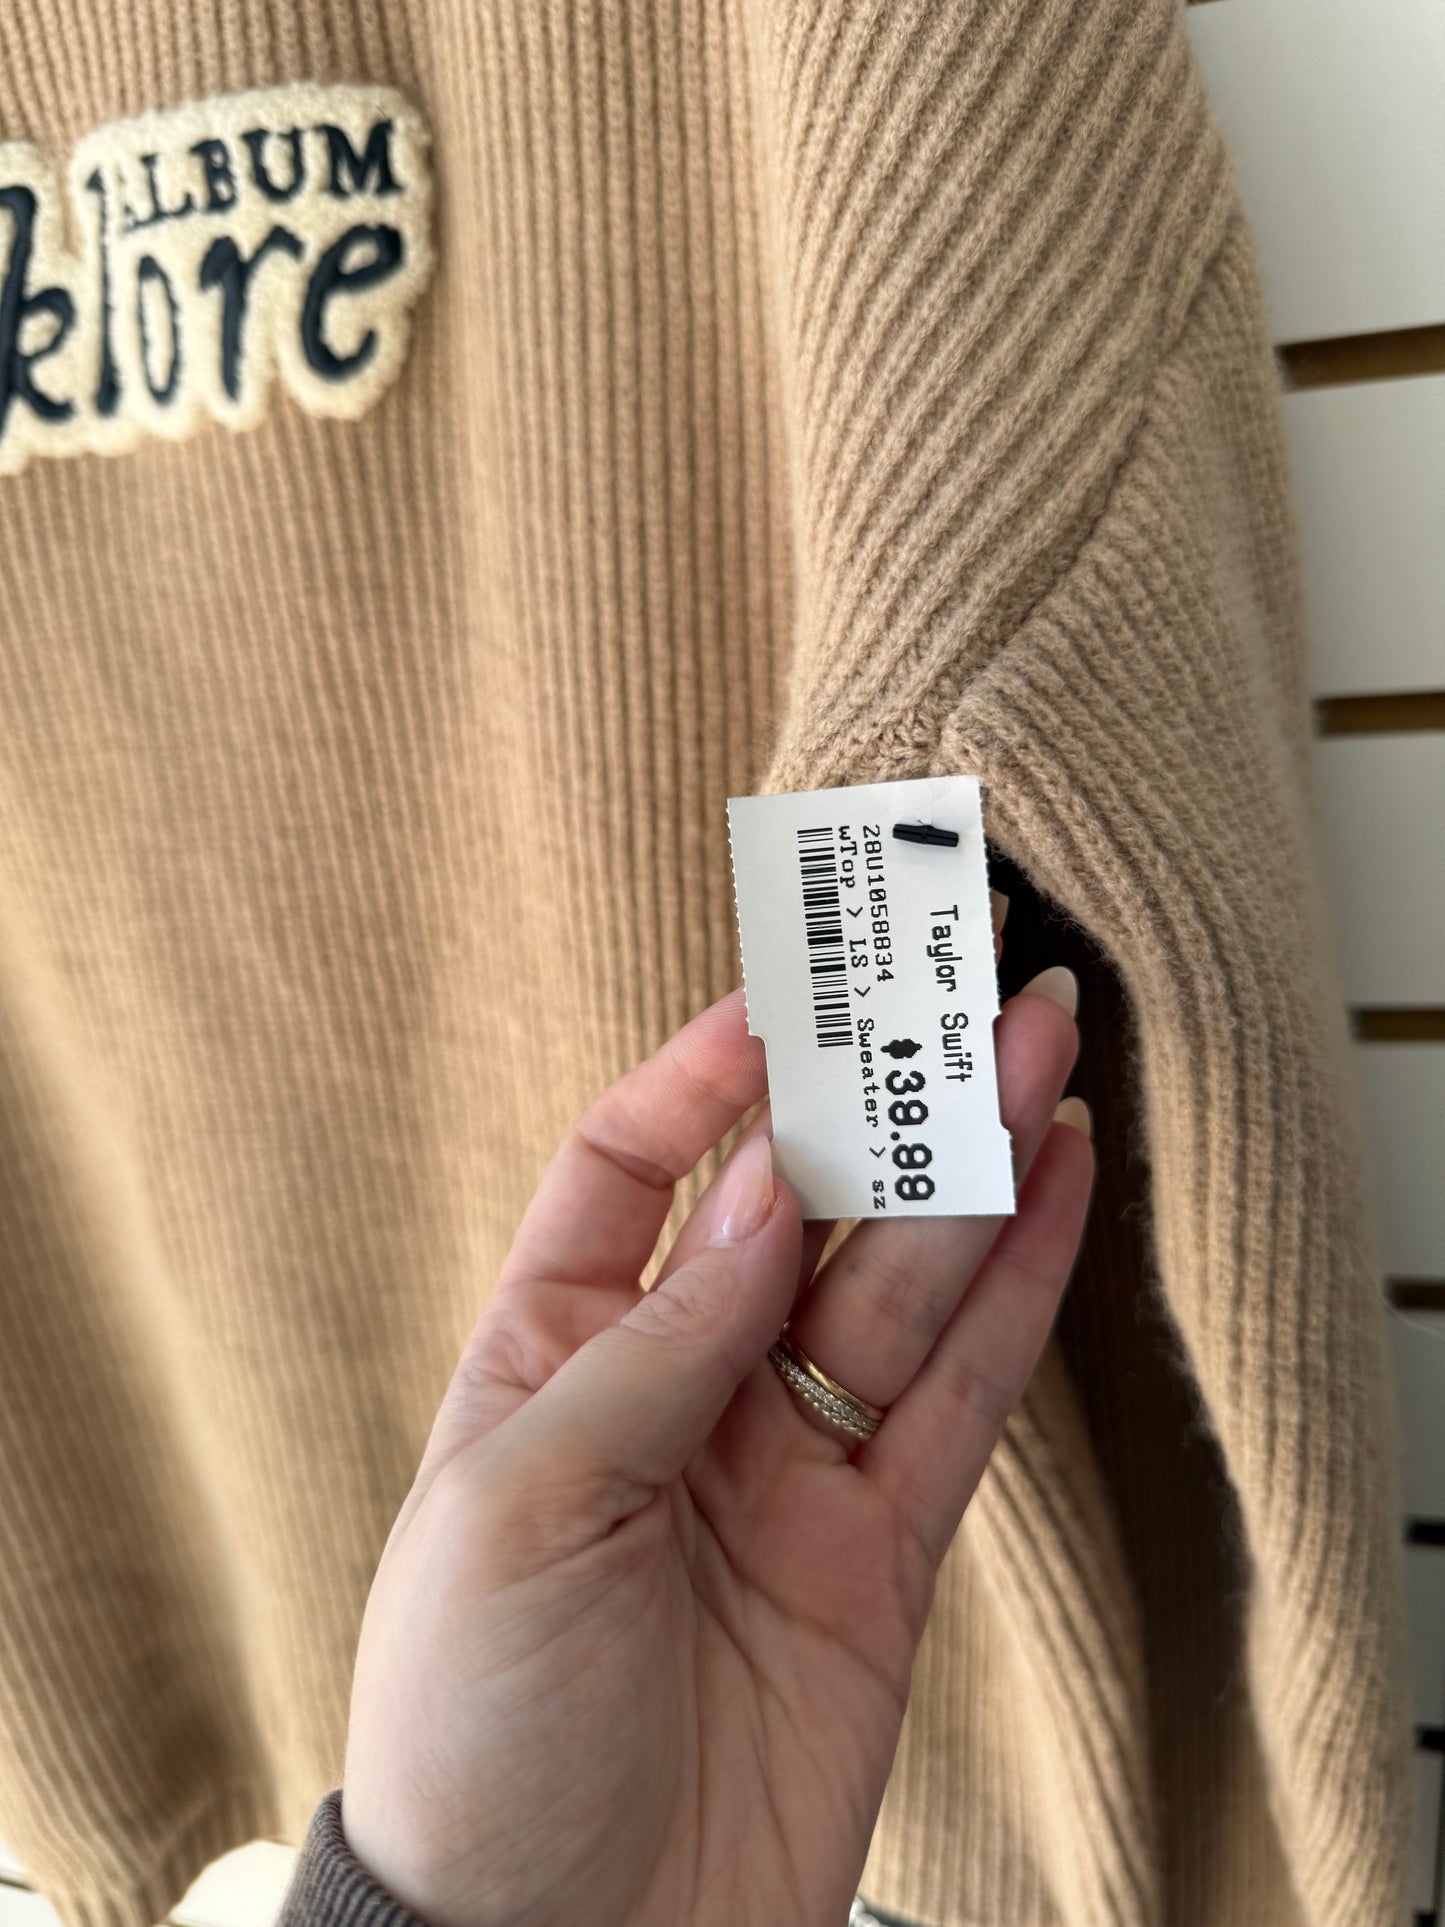 ALBUM
klore
Taylor Swift
$39.99
28U1058834
wTop > LS > Sweater > sz